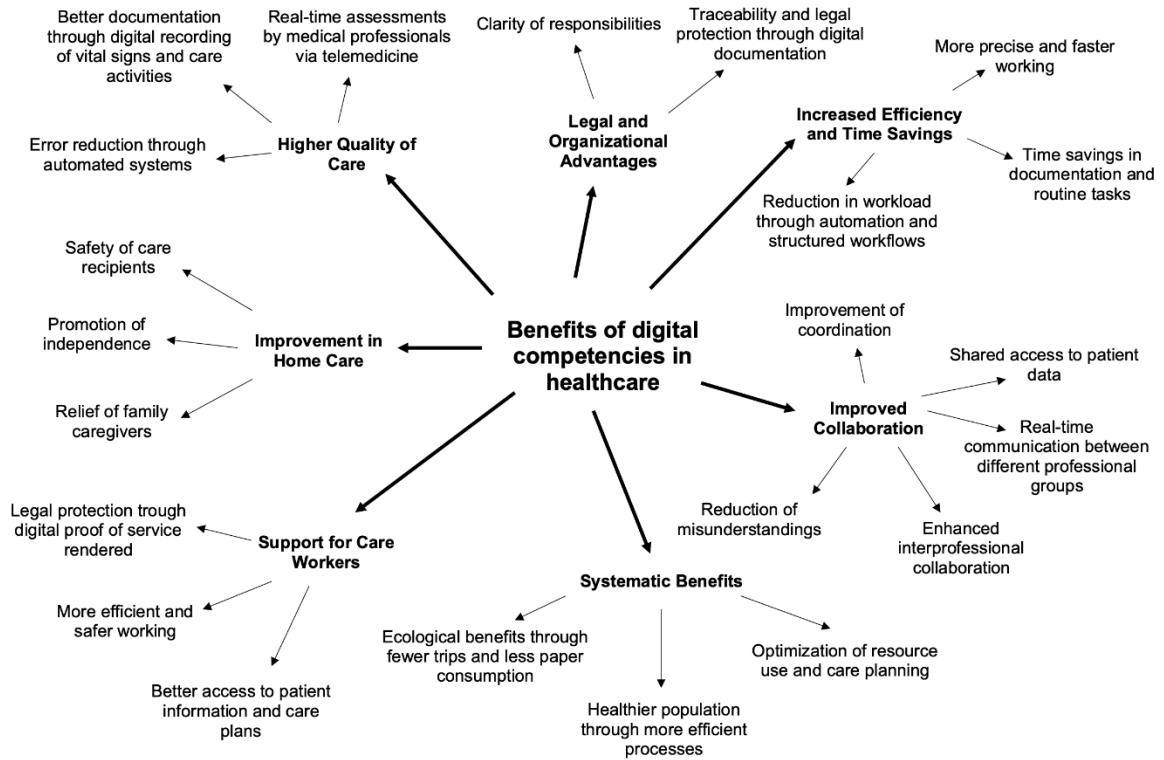 Better documentation
through digital recording
of vital signs and care
activities
Real-time assessments
by medical professionals
via telemedicine
Error reduction through
automated systems
Higher Quality of
Care
Clarity of responsibilities
Traceability and legal
protection through digital
documentation
Legal and
Organizational
Advantages
More precise and faster
working
Increased Efficiency
and Time Savings
Time savings in
documentation and
routine tasks
Reduction in workload
through automation and
structured workflows
Safety of care
recipients
Promotion of
independence
Improvement in
Home Care
Relief of family
caregivers
Benefits of digital
competencies in
healthcare
Improvement of
coordination
Shared access to patient
data
Improved
Collaboration
Real-time
communication between
different professional
groups
Reduction of
misunderstandings
Enhanced
interprofessional
collaboration
Legal protection trough
digital proof of service
rendered
Support for Care
Workers
More efficient and
safer working
Better access to patient
information and care
plans
Systematic Benefits
Ecological benefits through
fewer trips and less paper
consumption
Healthier population
through more efficient
processes
Optimization of resource
use and care planning